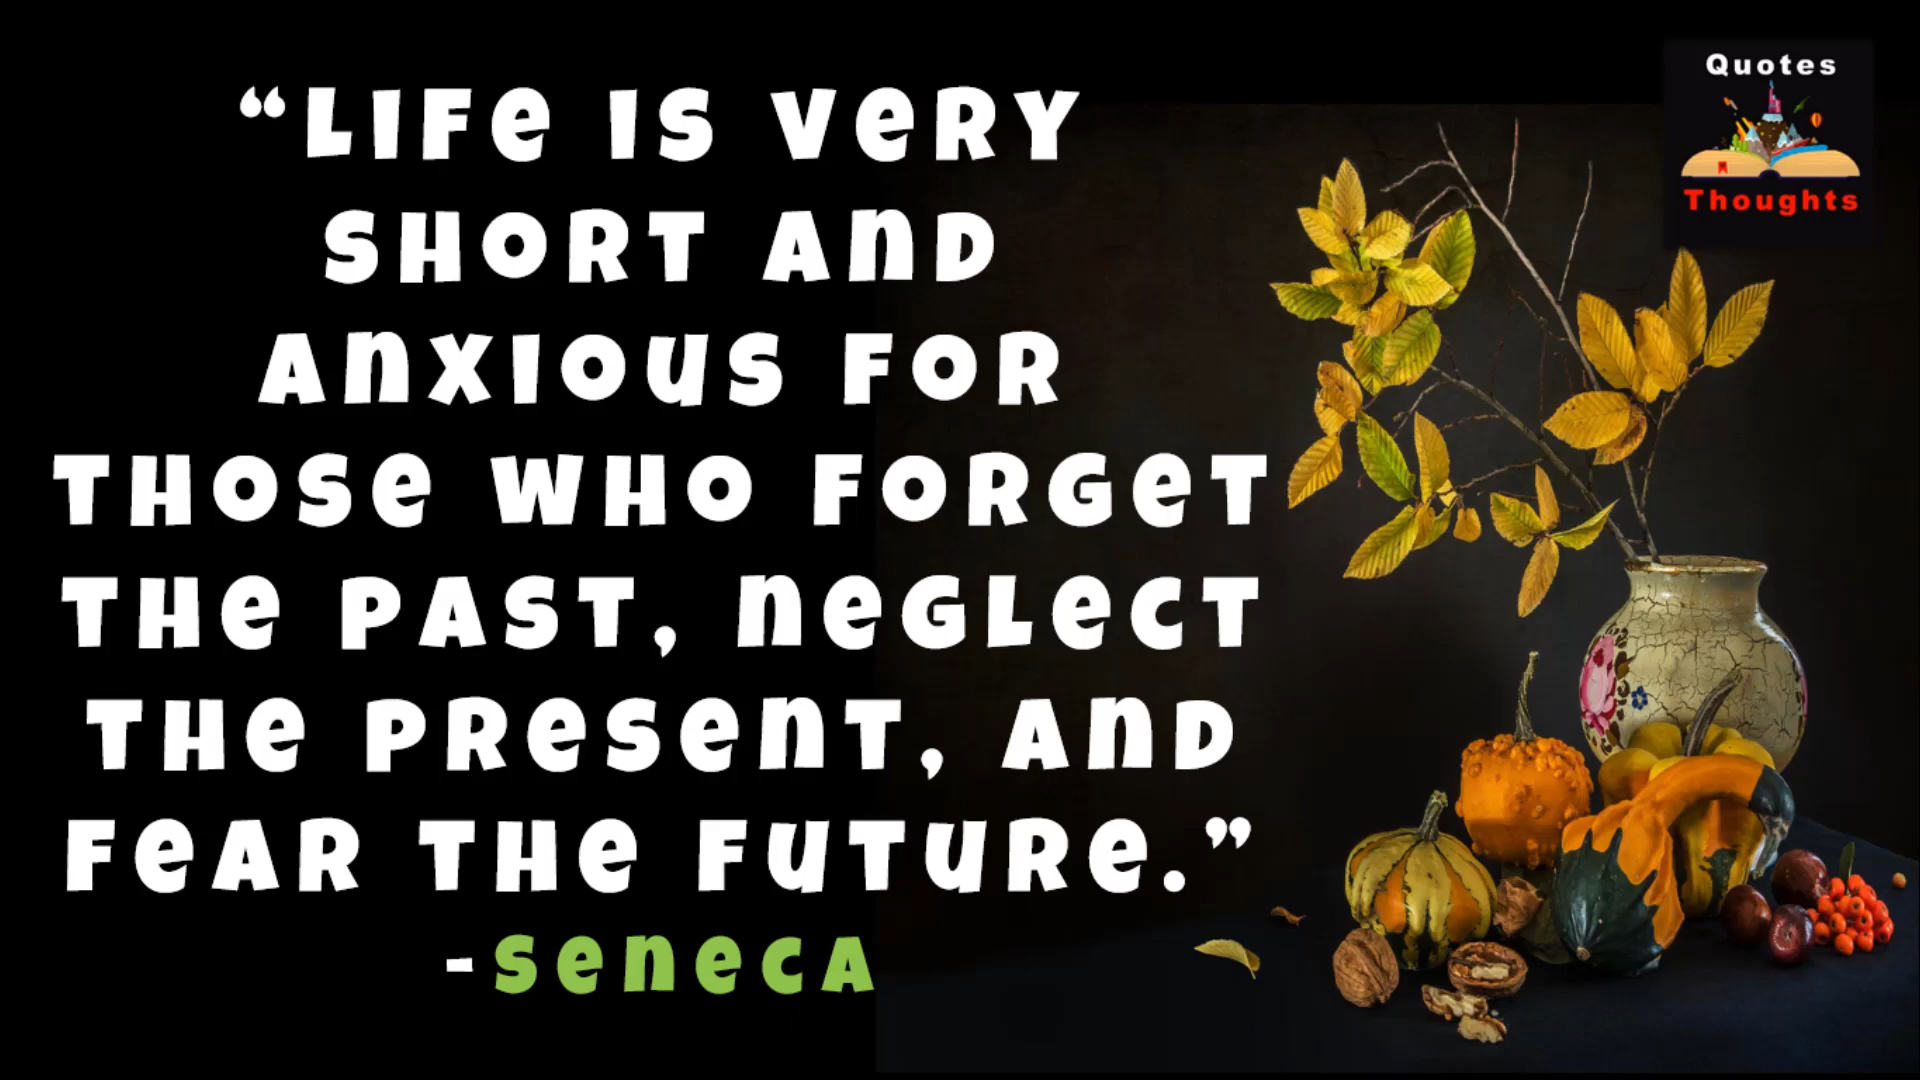 “LIFE IS VERY
SHORT AND
ANXIOUS FOR
THOSE WHO FORGET
THE PAST, NEGLECT
THE PRESENT, AND
FEAR THE FUTURE.”
-SENECA
Quotes
Thoughts